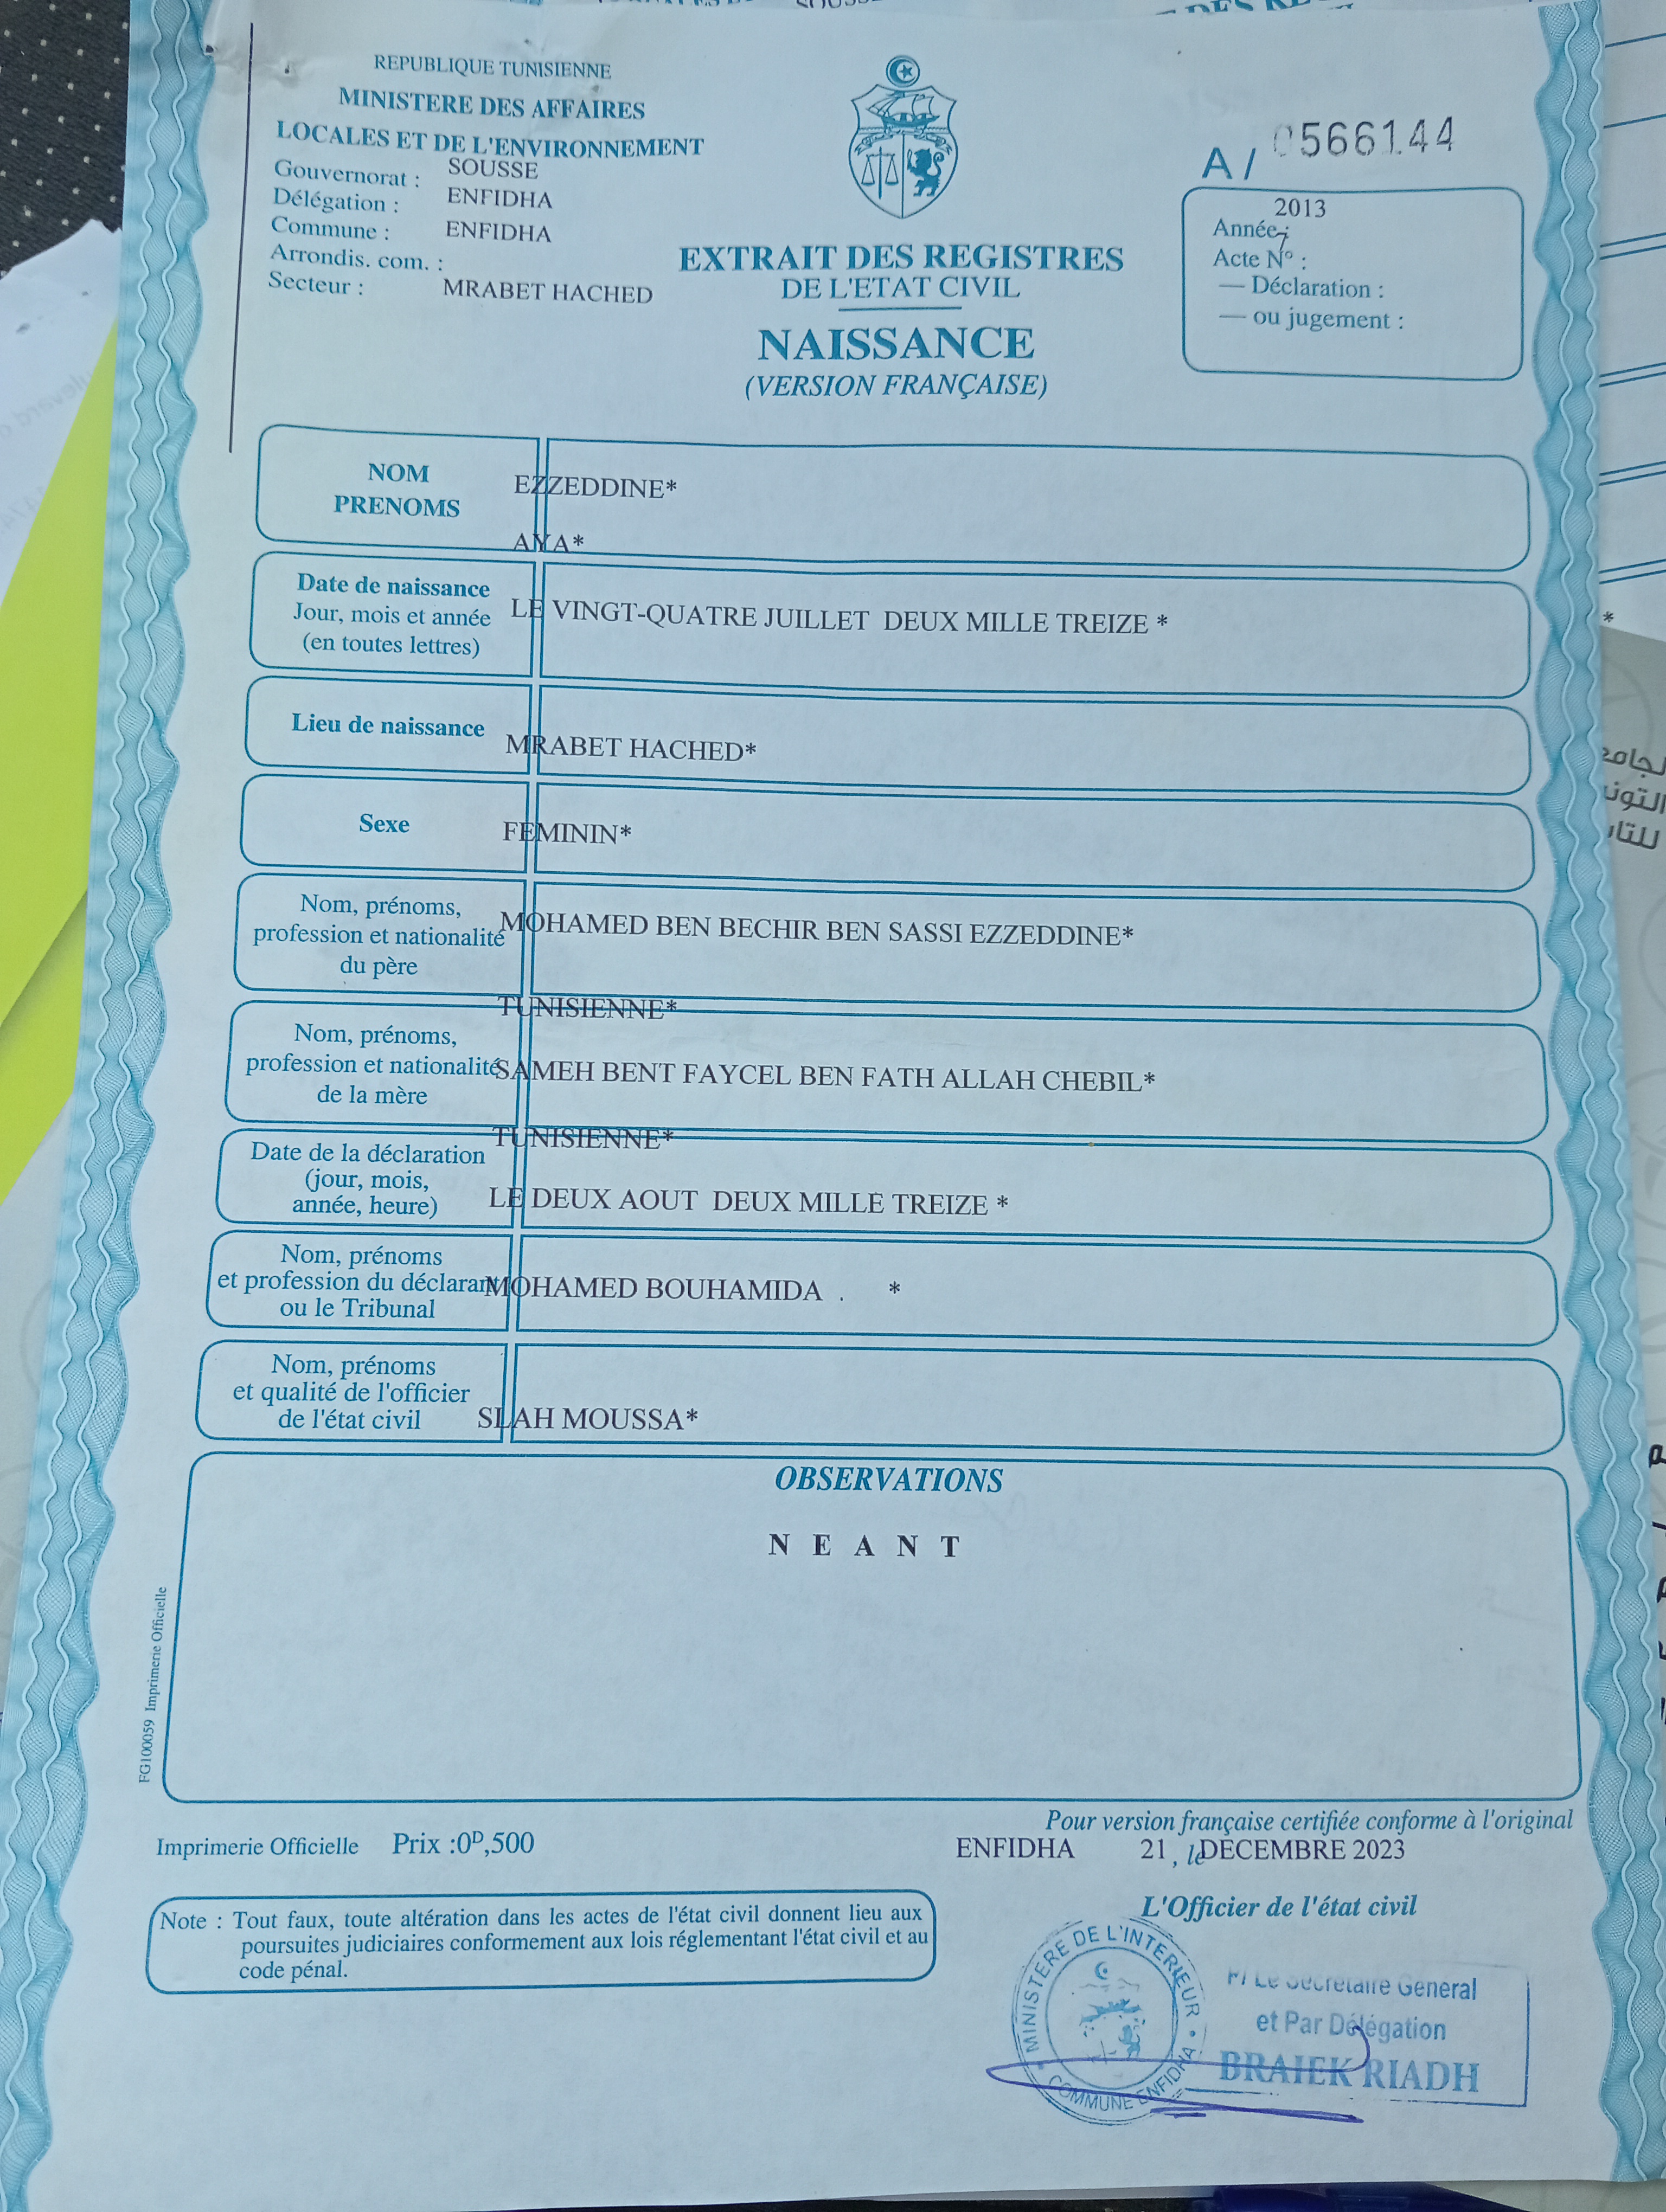 REPUBLIQUE TUNISIENNE
MINISTERE DES AFFAIRES
LOCALES ET DE L'ENVIRONNEMENT
Gouvernorat : SOUSSE
Délégation : ENFIDHA
Commune : ENFIDHA
Arrondis. com. :
Secteur : MRABET HACHED
A / 0566144
2013
Année :
7
Acte N° :
— Déclaration :
— ou jugement :
EXTRAIT DES REGISTRES
DE L'ETAT CIVIL
NAISSANCE
(VERSION FRANÇAISE)
NOM
PRENOMS
EZZEDDINE*
AYA*
Date de naissance
Jour, mois et année
(en toutes lettres)
LE VINGT-QUATRE JUILLET DEUX MILLE TREIZE *
Lieu de naissance
MRABET HACHED*
Sexe
FEMININ*
Nom, prénoms,
profession et nationalité
du père
MOHAMED BEN BECHIR BEN SASSI EZZEDDINE*
TUNISIENNE*
Nom, prénoms,
profession et nationalité
de la mère
SAMEH BENT FAYCEL BEN FATH ALLAH CHEBIL*
TUNISIENNE*
Date de la déclaration
(jour, mois,
année, heure)
LE DEUX AOUT DEUX MILLE TREIZE *
Nom, prénoms
et profession du déclarant
ou le Tribunal
MOHAMED BOUHAMIDA . *
Nom, prénoms
et qualité de l'officier
de l'état civil
SLAH MOUSSA*
OBSERVATIONS
N E A N T
FG100059 Imprimerie Officielle
Pour version française certifiée conforme à l'original
Imprimerie Officielle Prix :0D,500
ENFIDHA 21 , le DECEMBRE 2023
L'Officier de l'état civil
Note : Tout faux, toute altération dans les actes de l'état civil donnent lieu aux
poursuites judiciaires conformement aux lois réglementant l'état civil et au
code pénal.
MINISTERE DE L'INTERIEUR
COMMUNE ENFIDHA
P/ Le Secretaire General
et Par Délégation
BRAIEK RIADH